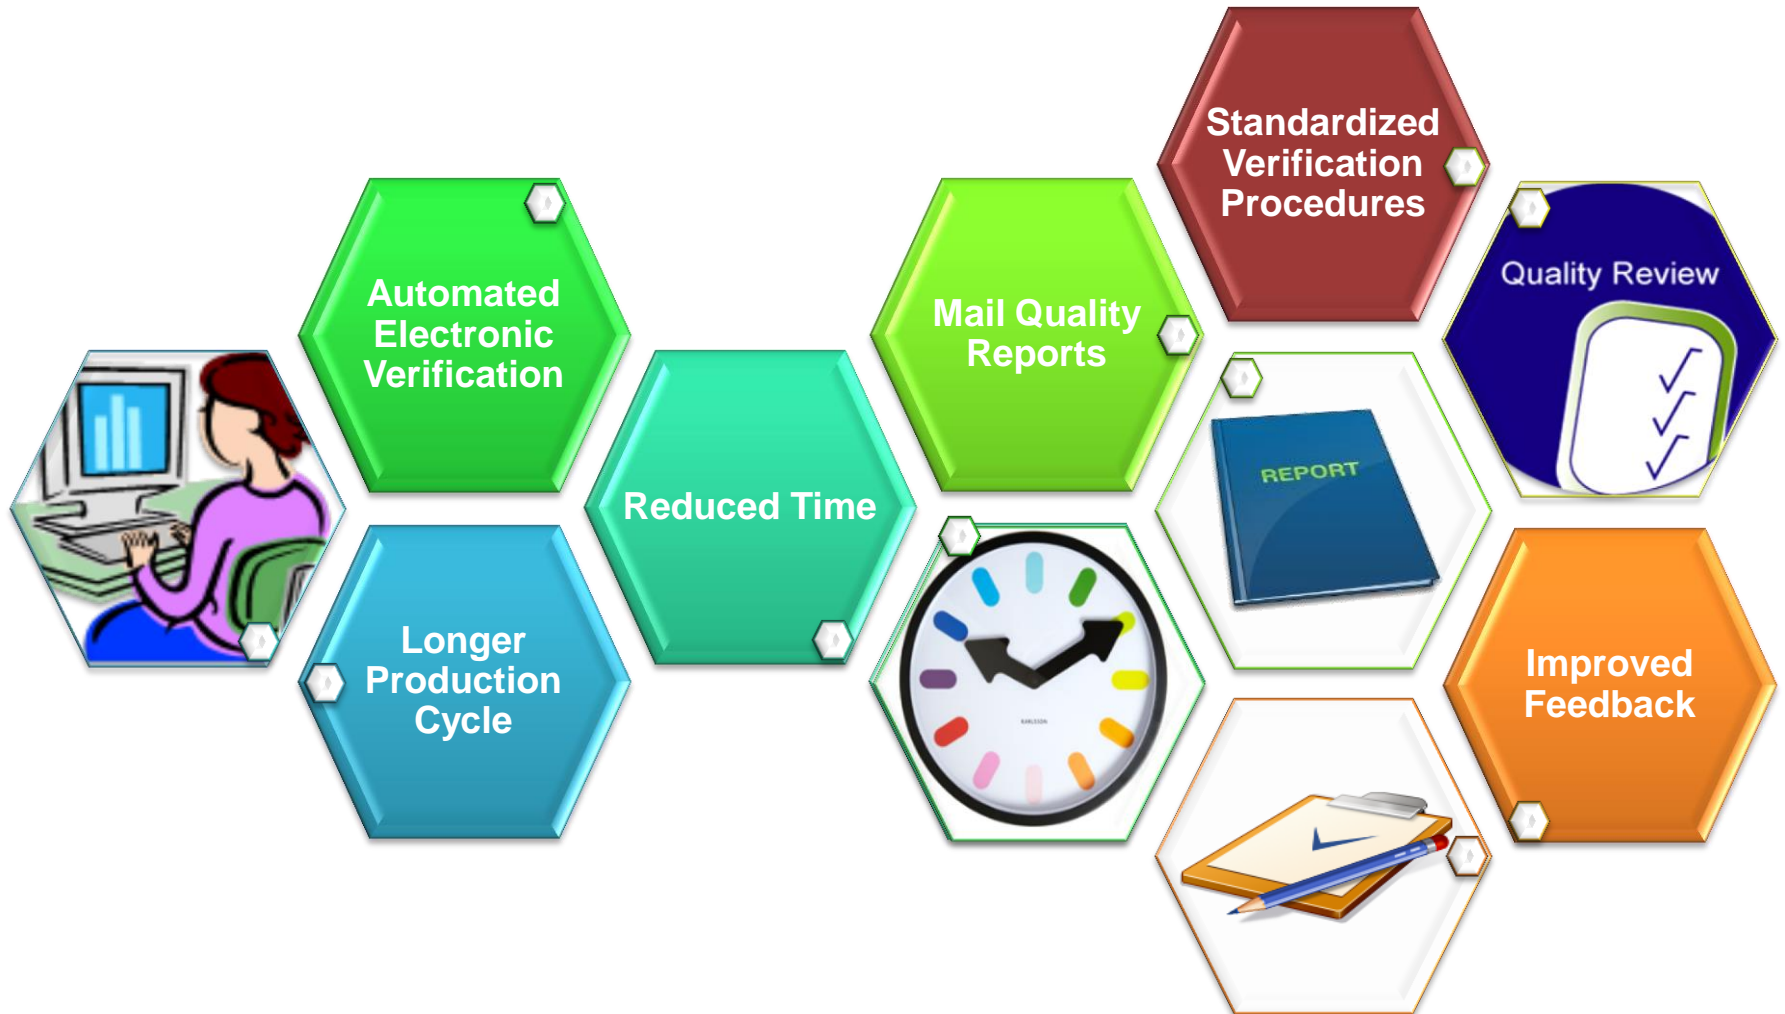 Standardized
Verification
Procedures
Automated
Electronic
Verification
Mail Quality
Reports
Quality Review
Reduced Time
REPORT
Longer
Production
Cycle
Improved
Feedback
KARLSSON